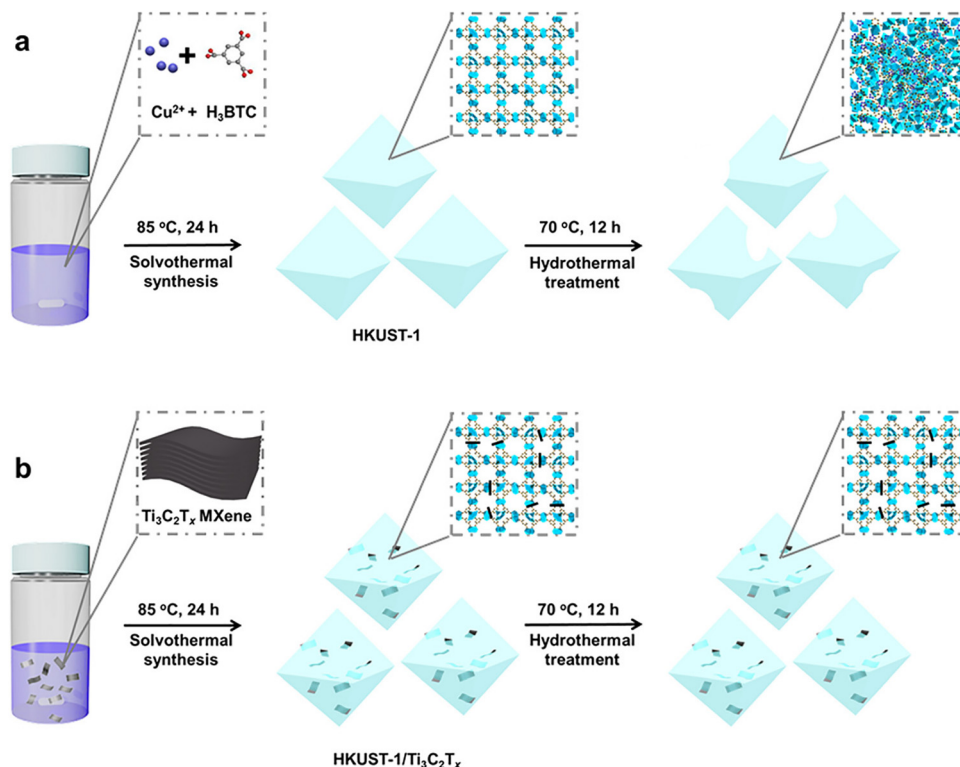 a
+
Cu²⁺ + H₃BTC
85 °C, 24 h
Solvothermal
synthesis
HKUST-1
70 °C, 12 h
Hydrothermal
treatment
b
Ti₃C₂Tₓ MXene
85 °C, 24 h
Solvothermal
synthesis
HKUST-1/Ti₃C₂Tₓ
70 °C, 12 h
Hydrothermal
treatment